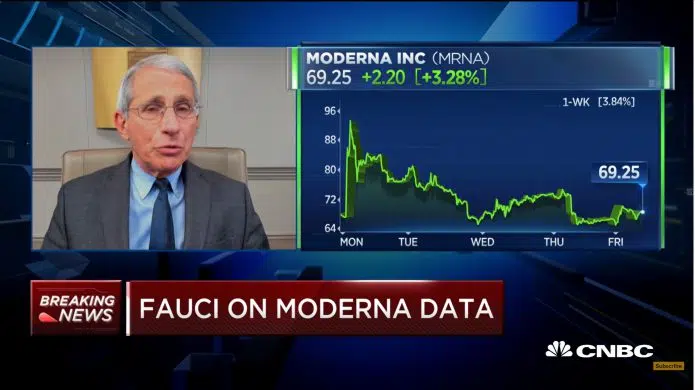 MODERNA INC (MRNA)
69.25 +2.20 [+3.28%]
1-WK [3.84%]
96
88
80
72
64
69.25
MON TUE WED THU FRI
BREAKING
NEWS
FAUCI ON MODERNA DATA
CNBC
Subscribe